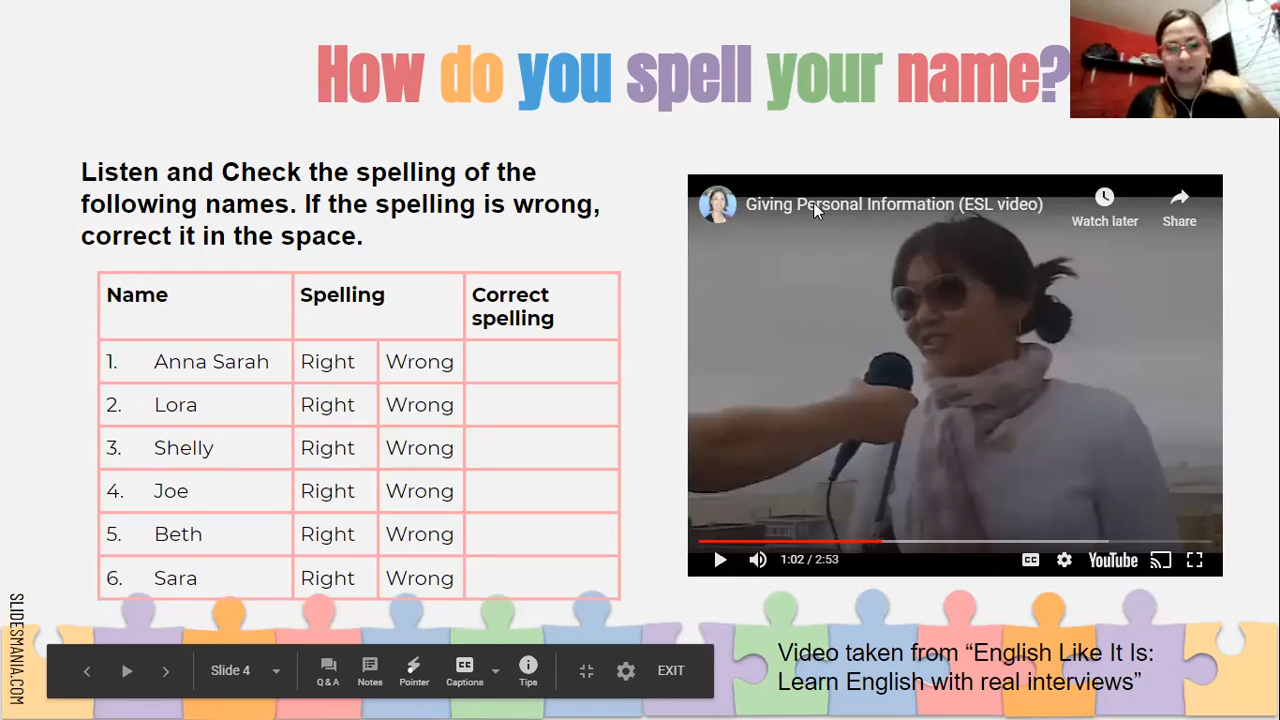 How do you spell your name?
Listen and Check the spelling of the
following names. If the spelling is wrong,
correct it in the space.
Name Spelling Correct
spelling
1. Anna Sarah Right Wrong
2. Lora Right Wrong
3. Shelly Right Wrong
4. Joe Right Wrong
5. Beth Right Wrong
6. Sara Right Wrong
Giving Personal Information (ESL video)
Watch later
Share
1:02 / 2:53
YouTube
Video taken from “English Like It Is:
Learn English with real interviews”
SLIDESMANIA.COM
Slide 4
Q & A
Notes
Pointer
Captions
Tips
EXIT